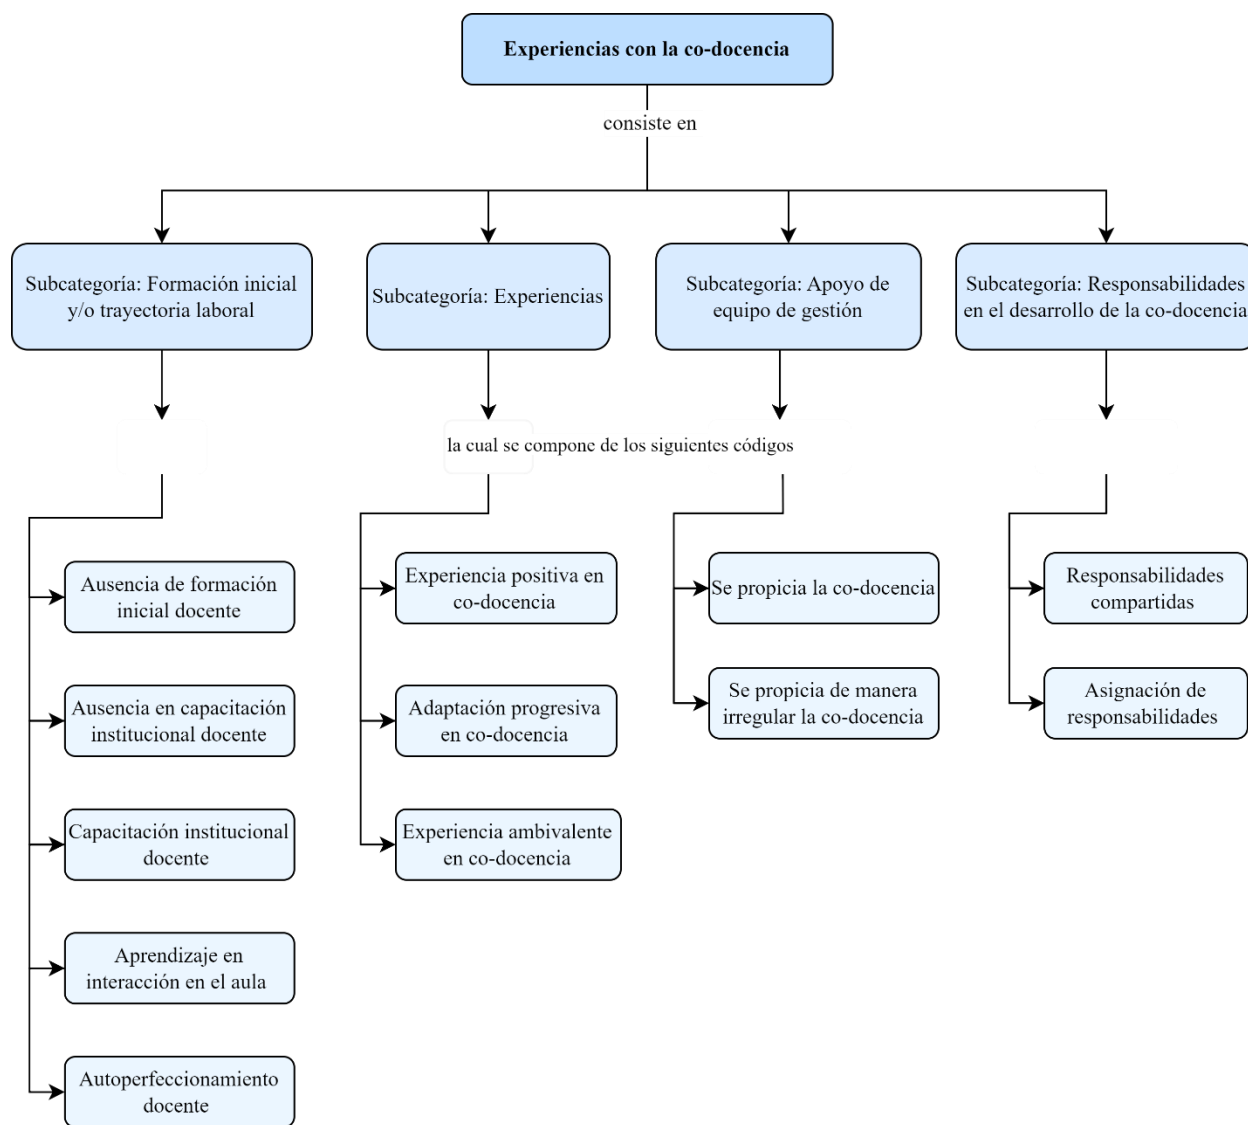 Experiencias con la co-docencia
consiste en
Subcategoría: Formación inicial
y/o trayectoria laboral
Subcategoría: Experiencias
Subcategoría: Apoyo de
equipo de gestión
Subcategoría: Responsabilidades
en el desarrollo de la co-docencia
la cual se compone de los siguientes códigos
Ausencia de formación
inicial docente
Ausencia en capacitación
institucional docente
Capacitación institucional
docente
Aprendizaje en
interacción en el aula
Autoperfeccionamiento
docente
Experiencia positiva en
co-docencia
Adaptación progresiva
en co-docencia
Experiencia ambivalente
en co-docencia
Se propicia la co-docencia
Se propicia de manera
irregular la co-docencia
Responsabilidades
compartidas
Asignación de
responsabilidades